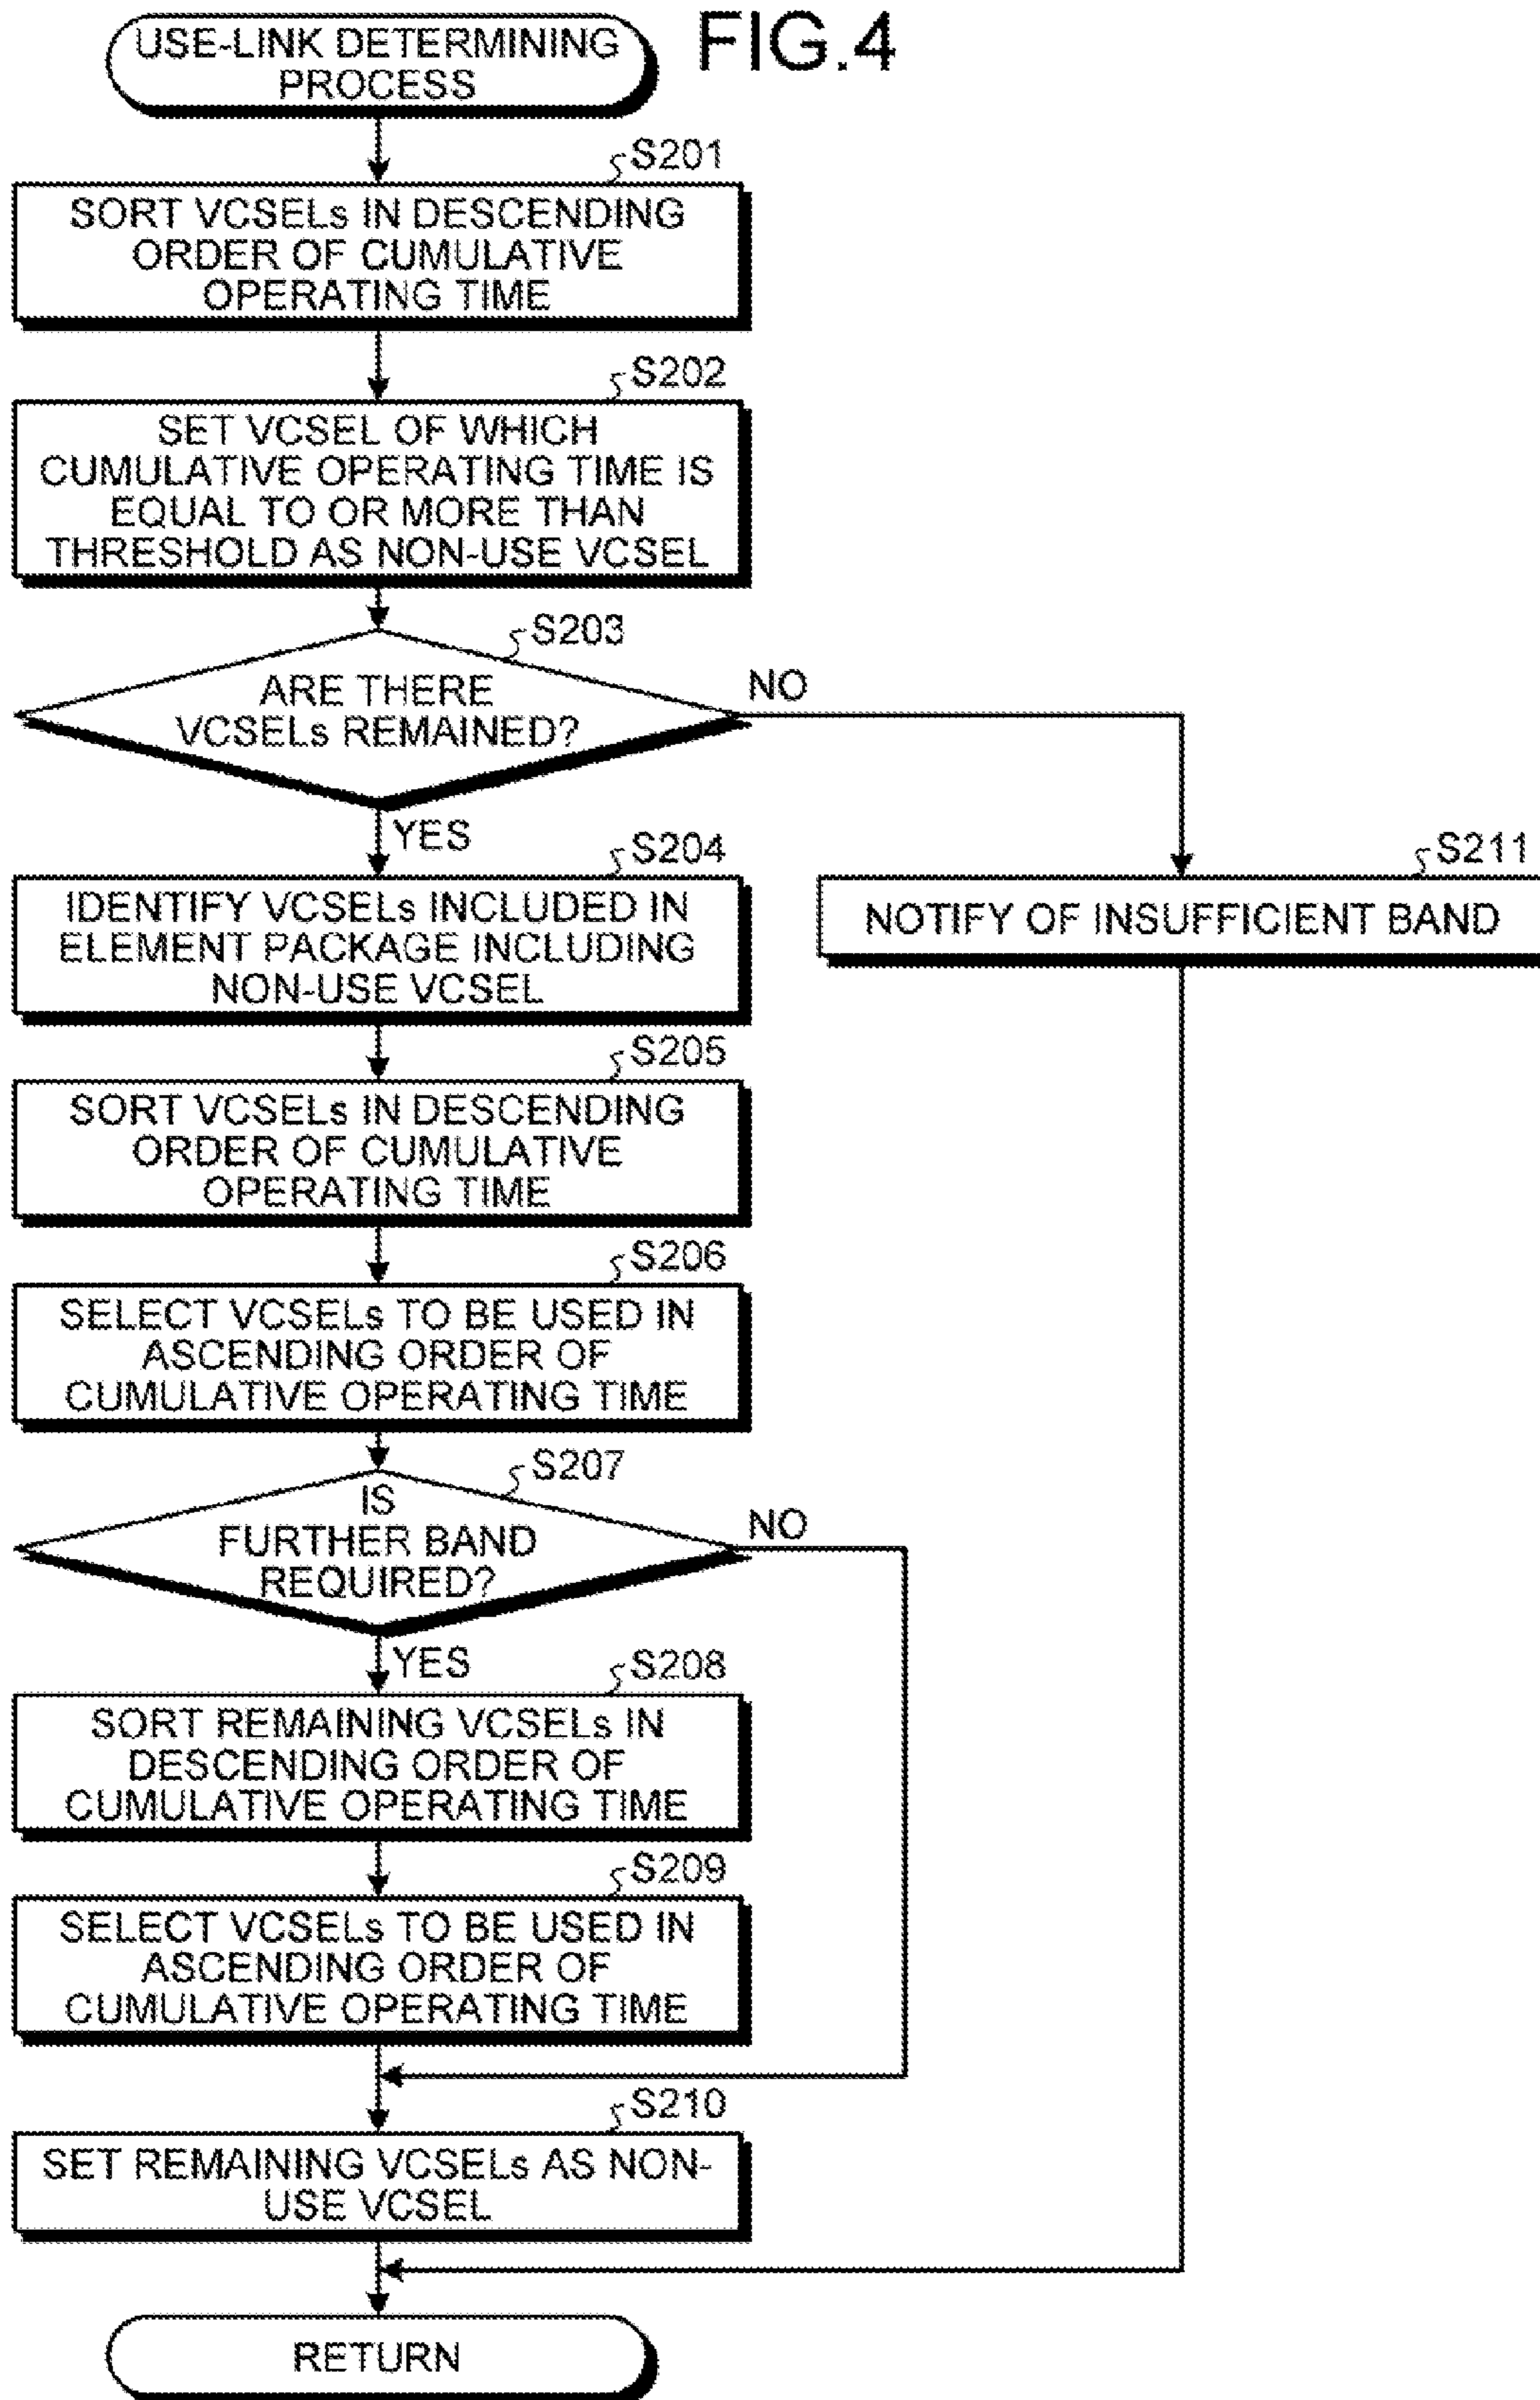 FIG.4
USE-LINK DETERMINING
PROCESS
S201
SORT VCSELs IN DESCENDING
ORDER OF CUMULATIVE
OPERATING TIME
S202
SET VCSEL OF WHICH
CUMULATIVE OPERATING TIME IS
EQUAL TO OR MORE THAN
THRESHOLD AS NON-USE VCSEL
S203
ARE THERE
VCSELs REMAINED?
NO
YES
S204
IDENTIFY VCSELs INCLUDED IN
ELEMENT PACKAGE INCLUDING
NON-USE VCSEL
S211
NOTIFY OF INSUFFICIENT BAND
S205
SORT VCSELs IN DESCENDING
ORDER OF CUMULATIVE
OPERATING TIME
S206
SELECT VCSELs TO BE USED IN
ASCENDING ORDER OF
CUMULATIVE OPERATING TIME
S207
IS
FURTHER BAND
REQUIRED?
NO
YES
S208
SORT REMAINING VCSELs IN
DESCENDING ORDER OF
CUMULATIVE OPERATING TIME
S209
SELECT VCSELs TO BE USED IN
ASCENDING ORDER OF
CUMULATIVE OPERATING TIME
S210
SET REMAINING VCSELs AS NON-
USE VCSEL
RETURN